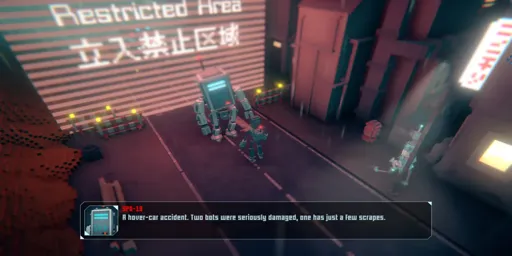 Restricted Area
立入禁止区域
A hover-car accident. Two bots were seriously damaged, one has just a few scrapes.